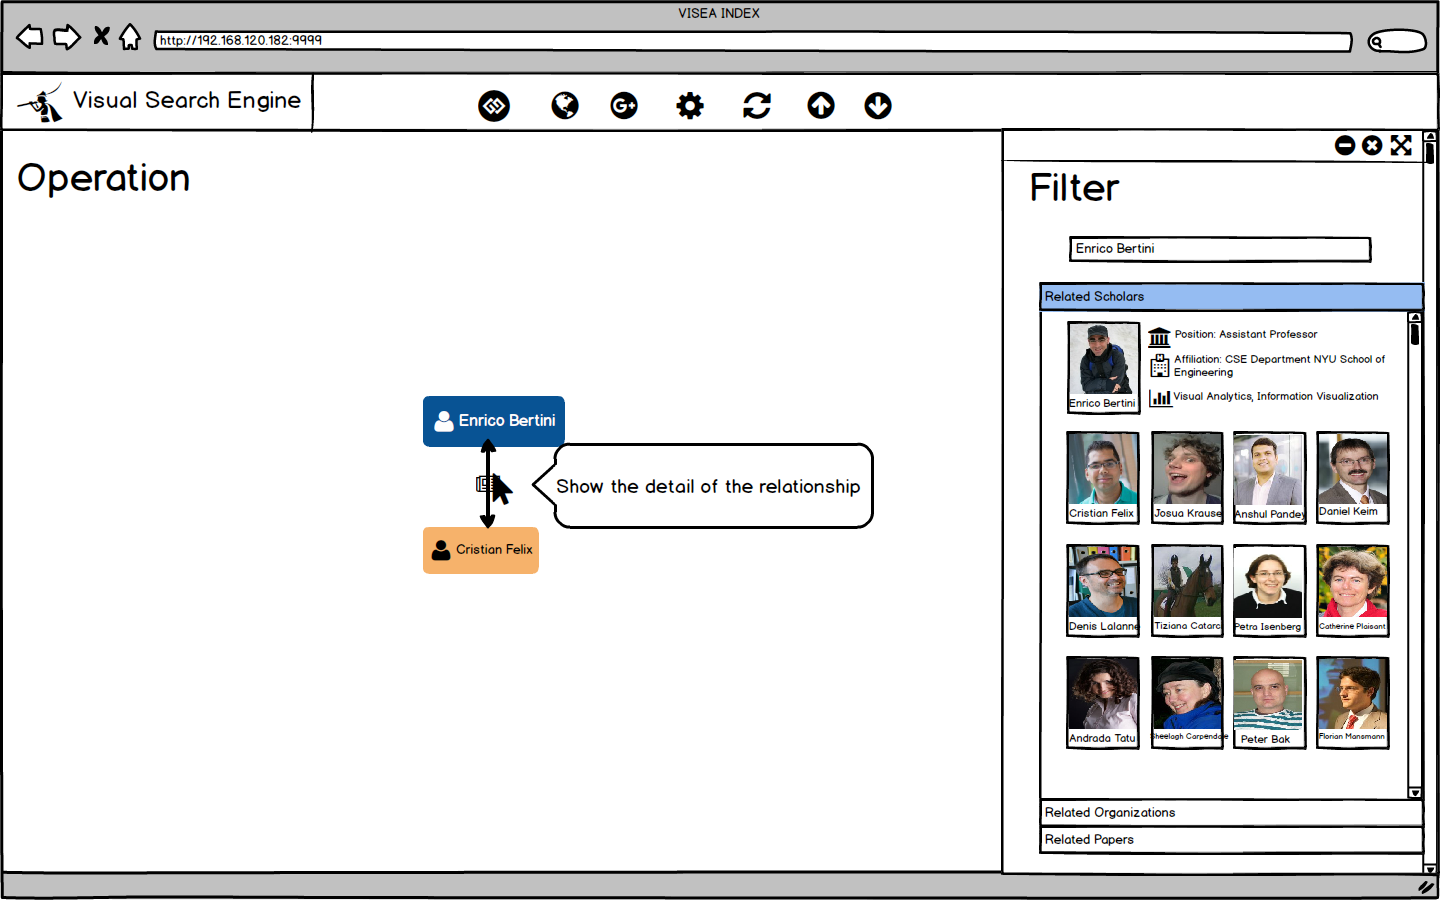 VISEA INDEX
http://192.168.120.182:9999
Visual Search Engine
G+
Operation
Filter
Enrico Bertini
Related Scholars
Position: Assistant Professor
Affiliation: CSE Department NYU School of
Engineering
Visual Analytics, Information Visualization
Enrico Bertini
Cristian Felix
Josua Krause
Anshul Pandey
Daniel Keim
Denis Lalanne
Tiziana Catarc
Petra Isenberg
Catherine Plaisant
Andrada Tatu
Sheelagh Carpendale
Peter Bak
Florian Mansmann
Related Organizations
Related Papers
Enrico Bertini
Show the detail of the relationship
Cristian Felix